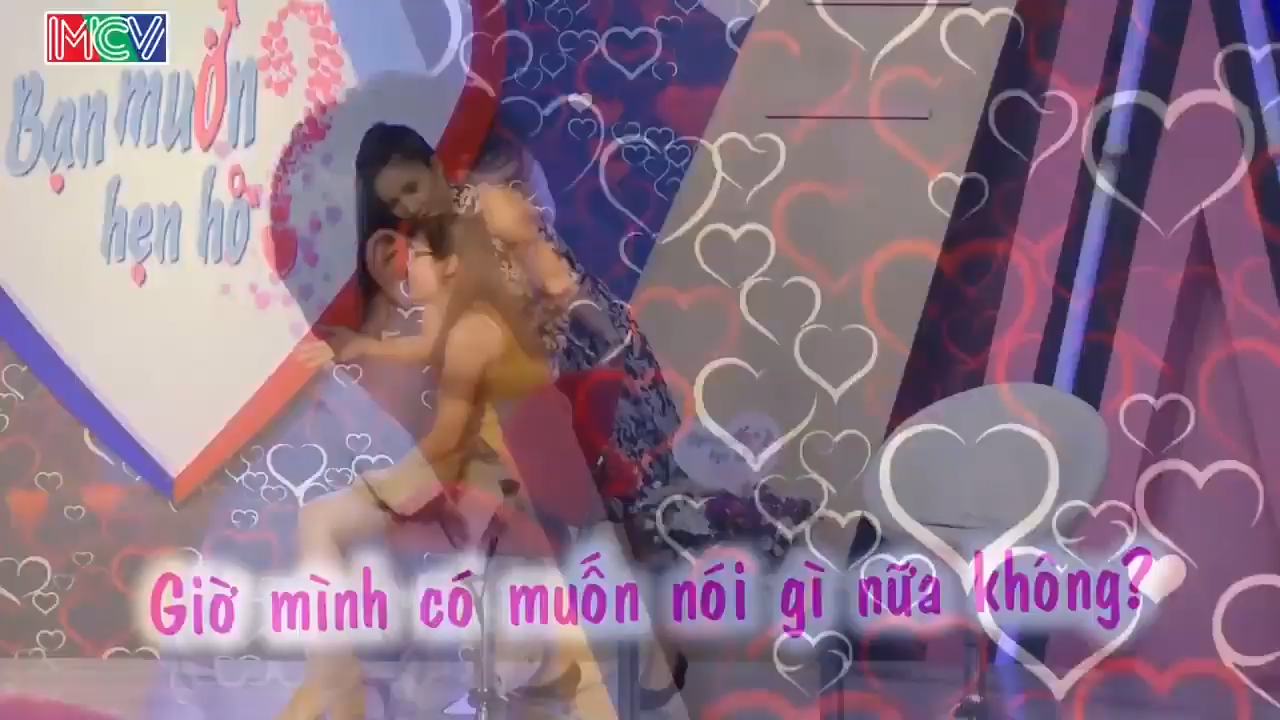 MCV
Bạn muốn
hẹn hò
Giờ mình có muốn nói gì nữa không?